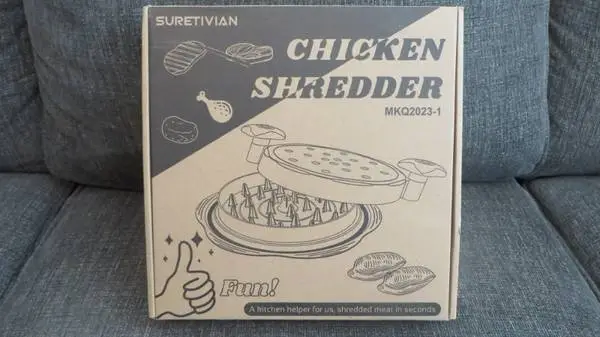 SURETIVIAN
CHICKEN
SHREDDER
MKQ2023-1
Fun!
A kitchen helper for us, shredded meat in seconds